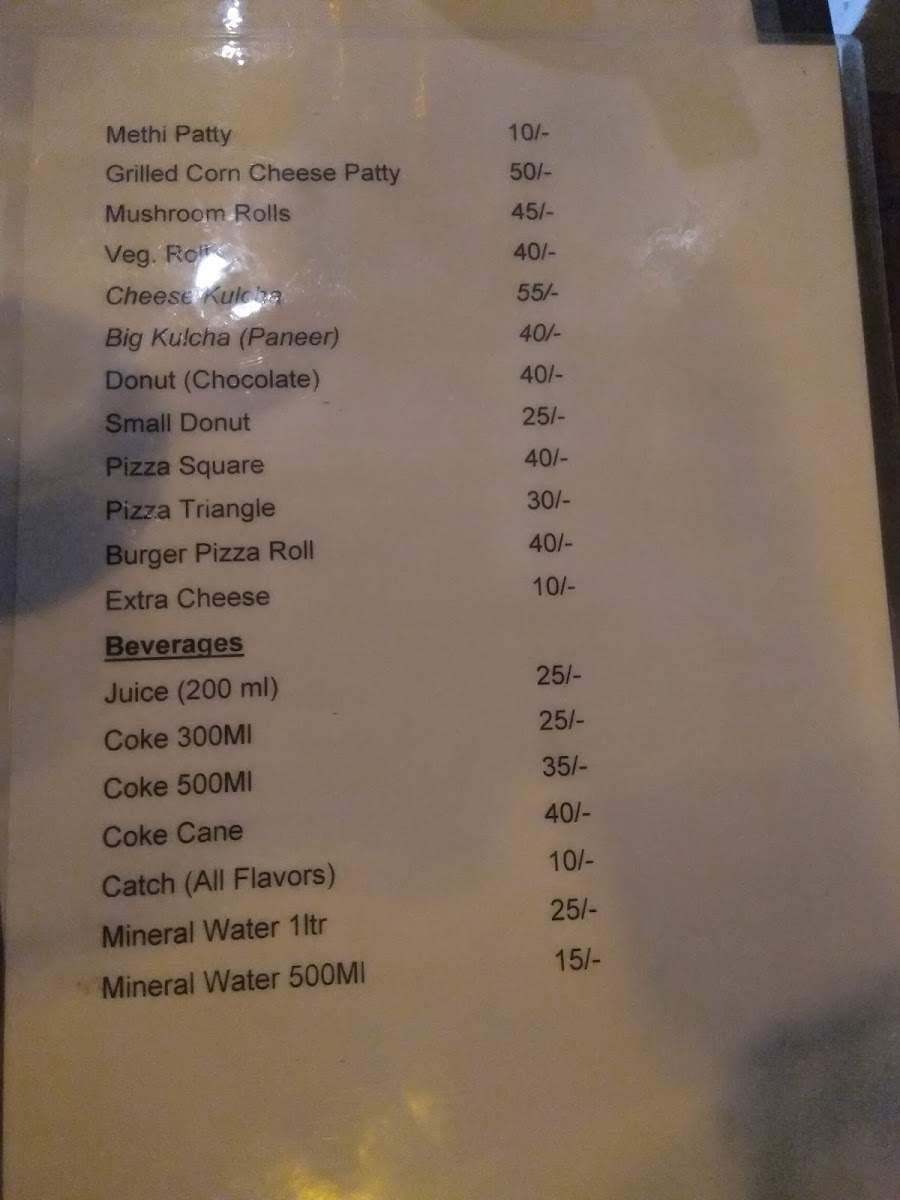 Methi Patty 10/-
Grilled Corn Cheese Patty 50/-
Mushroom Rolls 45/-
Veg. Rolls 40/-
Cheese Kulcha 55/-
Big Kulcha (Paneer) 40/-
Donut (Chocolate) 40/-
Small Donut 25/-
Pizza Square 40/-
Pizza Triangle 30/-
Burger Pizza Roll 40/-
Extra Cheese 10/-
Beverages
Juice (200 ml) 25/-
Coke 300Ml 25/-
Coke 500Ml 35/-
Coke Cane 40/-
Catch (All Flavors) 10/-
Mineral Water 1ltr 25/-
Mineral Water 500Ml 15/-